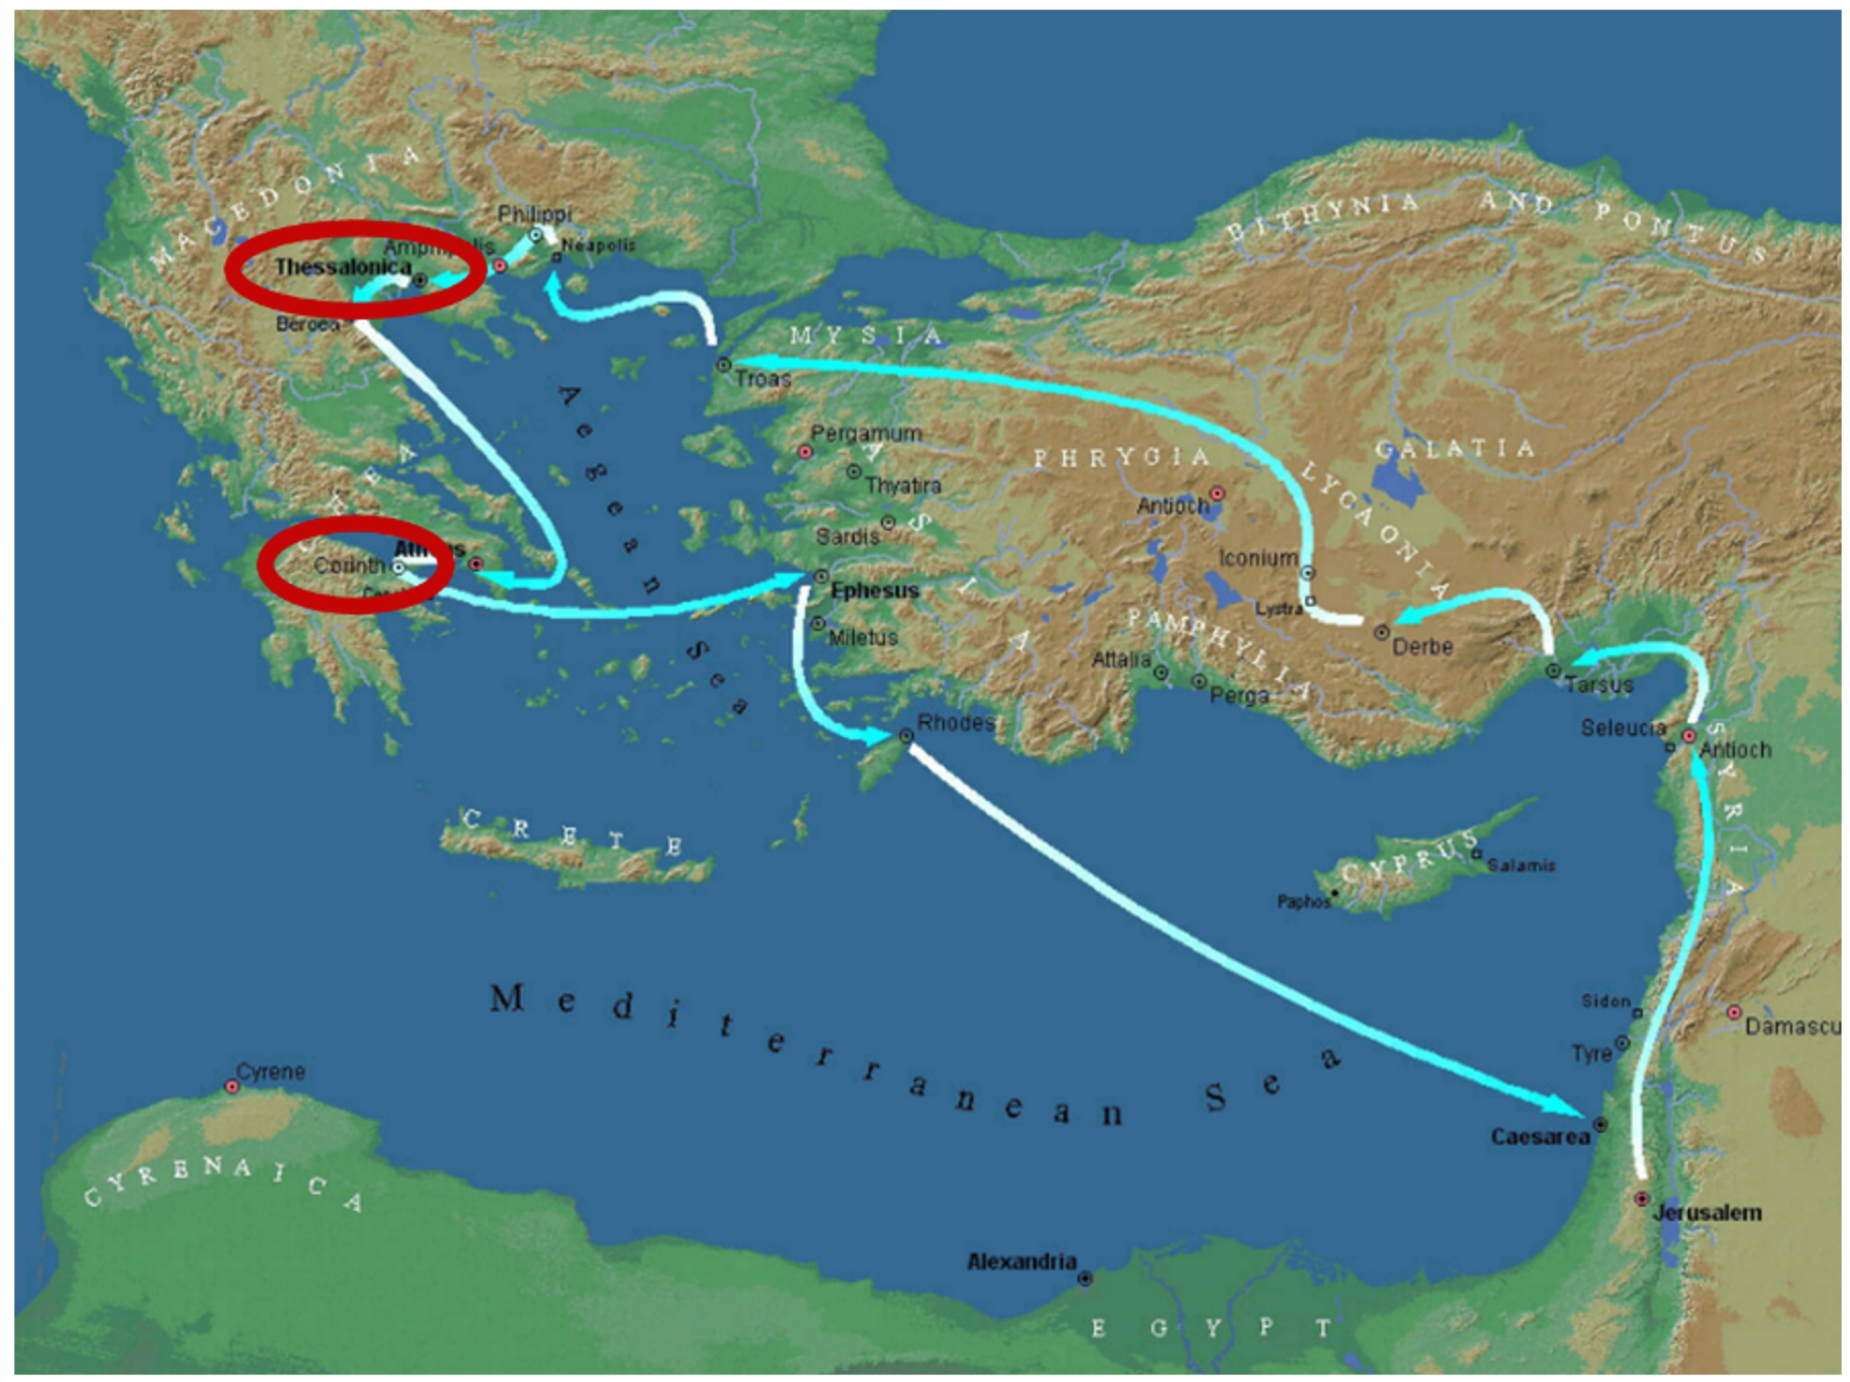 MACEDONIA
Philippi
Neapolis
Thessalonica
Beroea
BITHYNIA AND PONTUS
MYSIA
Troas
Aegean Sea
Pergamum
Thyatira
Sardis
ASIA
PHRYGIA
GALATIA
LYCAONIA
Antioch
Iconium
Lystra
Derbe
Corinth
Ephesus
Miletus
PAMPHYLIA
Attalia
Perga
Tarsus
Rhodes
Seleucia
Antioch
SYRIA
CRETE
CYPRUS
Salamis
Paphos
Mediterranean Sea
Sidon
Tyre
Damascu
Cyrene
CYRENAICA
Caesarea
Jerusalem
Alexandria
EGYPT